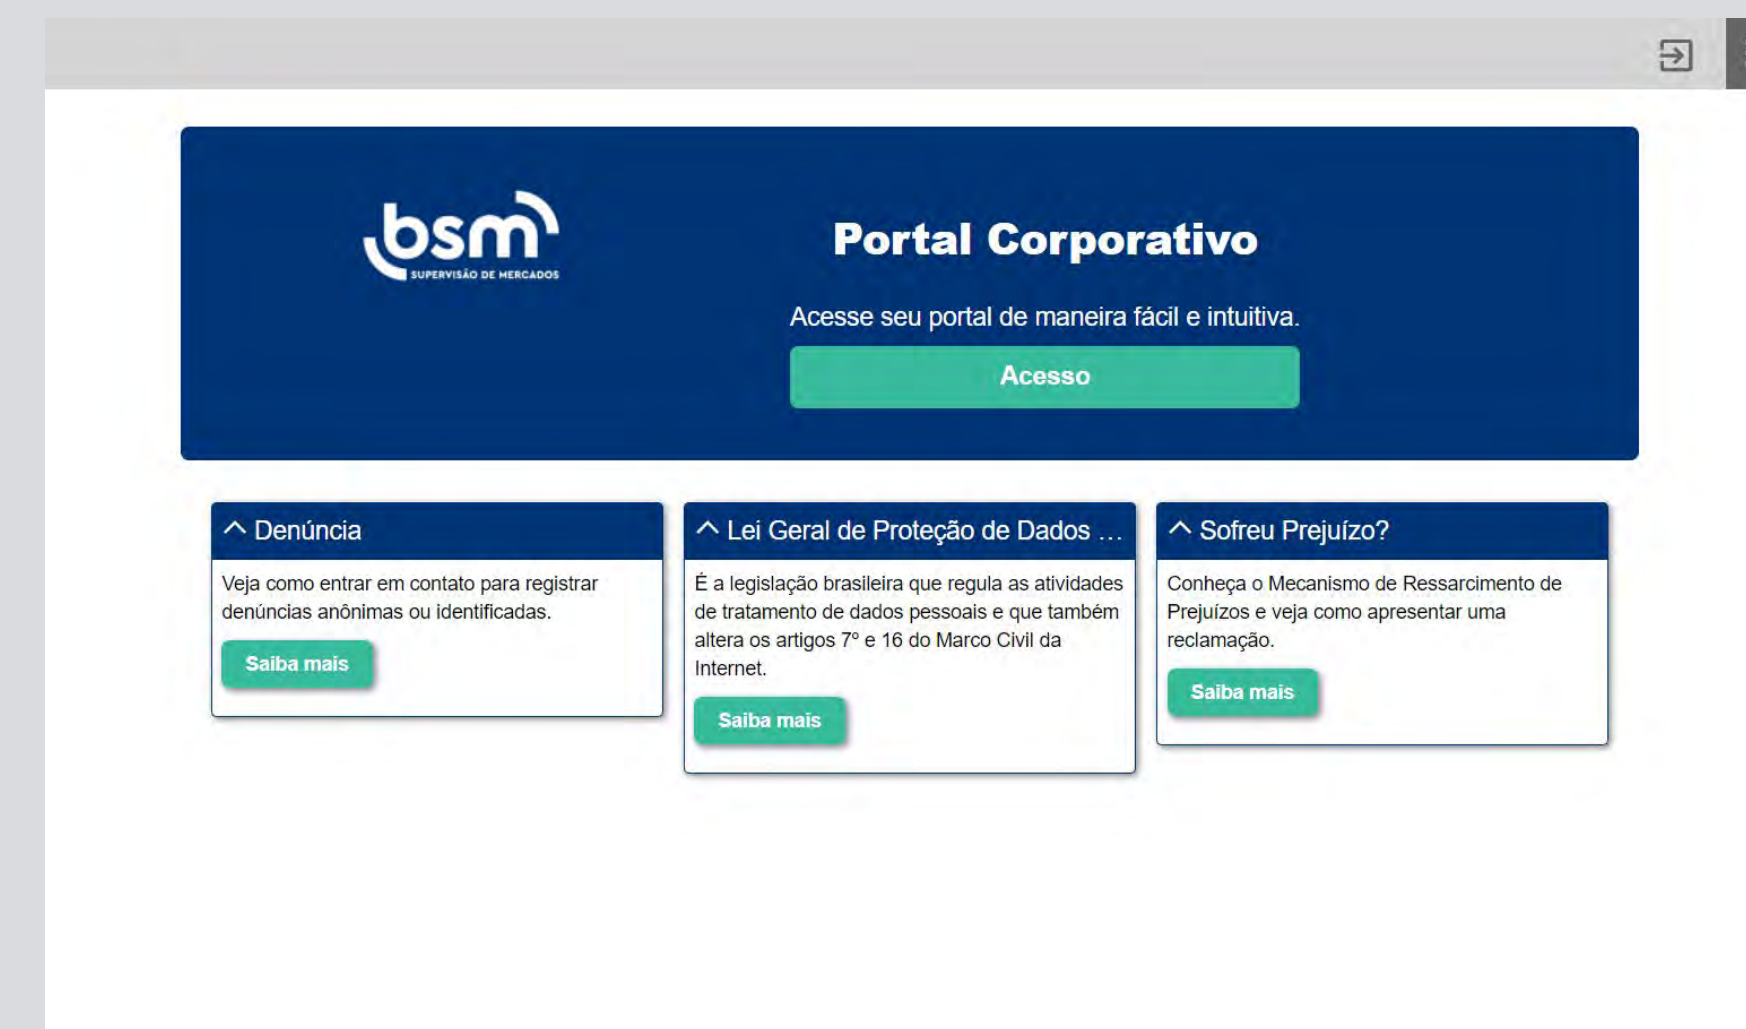 bsm
SUPERVISÃO DE MERCADOS
Portal Corporativo
Acesse seu portal de maneira fácil e intuitiva.
Acesso
Denúncia
Veja como entrar em contato para registrar
denúncias anônimas ou identificadas.
Saiba mais
Lei Geral de Proteção de Dados ...
É a legislação brasileira que regula as atividades
de tratamento de dados pessoais e que também
altera os artigos 7º e 16 do Marco Civil da
Internet.
Saiba mais
Sofreu Prejuízo?
Conheça o Mecanismo de Ressarcimento de
Prejuízos e veja como apresentar uma
reclamação.
Saiba mais